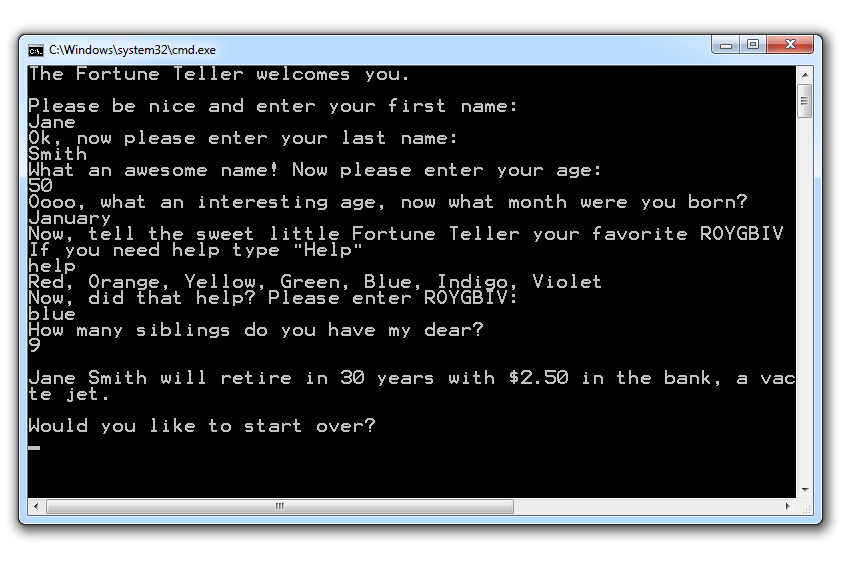 C:\Windows\system32\cmd.exe
The Fortune Teller welcomes you.
Please be nice and enter your first name:
Jane
Ok, now please enter your last name:
Smith
What an awesome name! Now please enter your age:
50
Oooo, what an interesting age, now what month were you born?
January
Now, tell the sweet little Fortune Teller your favorite ROYGBIV
If you need help type "Help"
help
Red, Orange, Yellow, Green, Blue, Indigo, Violet
Now, did that help? Please enter ROYGBIV:
blue
How many siblings do you have my dear?
9
Jane Smith will retire in 30 years with $2.50 in the bank, a vac
te jet.
Would you like to start over?